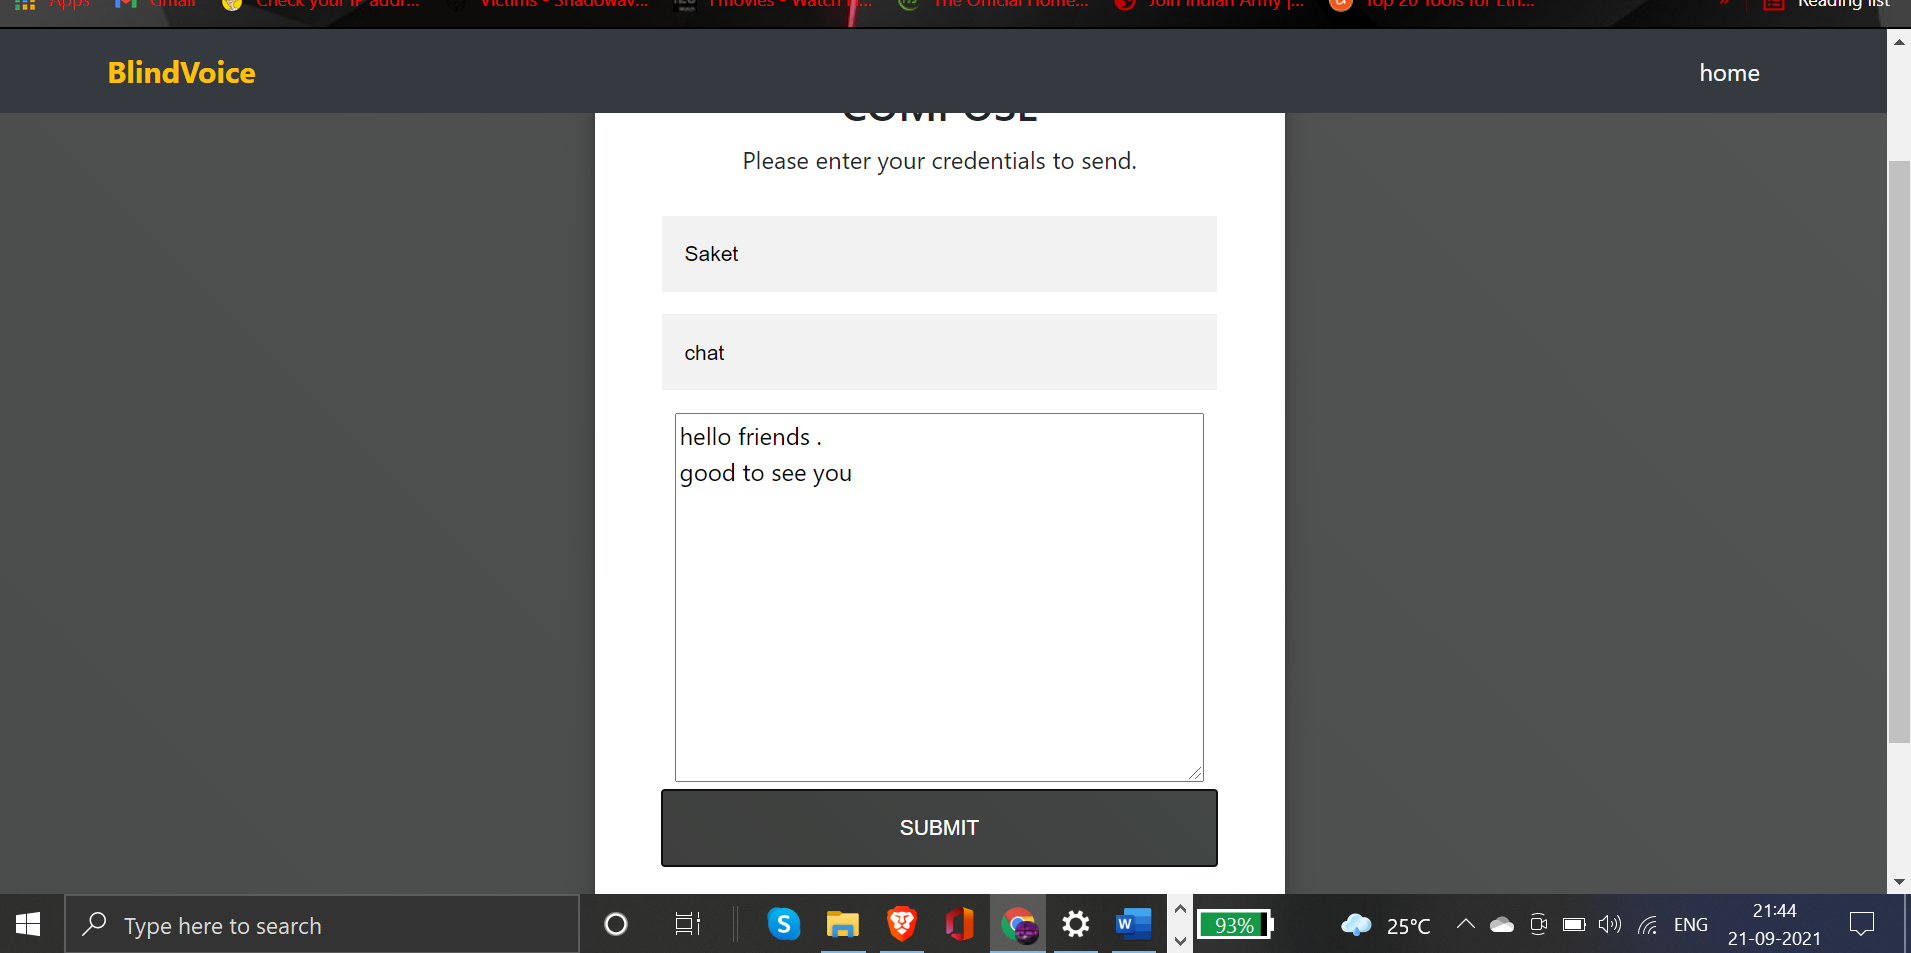 Apps Gmail Check your IP addr... Victims - Shadowav... The Official Home... Join Indian Army |... Top 20 Tools for Eth... » Reading list
BlindVoice home
COMPOSE
Please enter your credentials to send.
Saket
chat
hello friends .
good to see you
SUBMIT
Type here to search
93%
25°C
ENG
21:44
21-09-2021